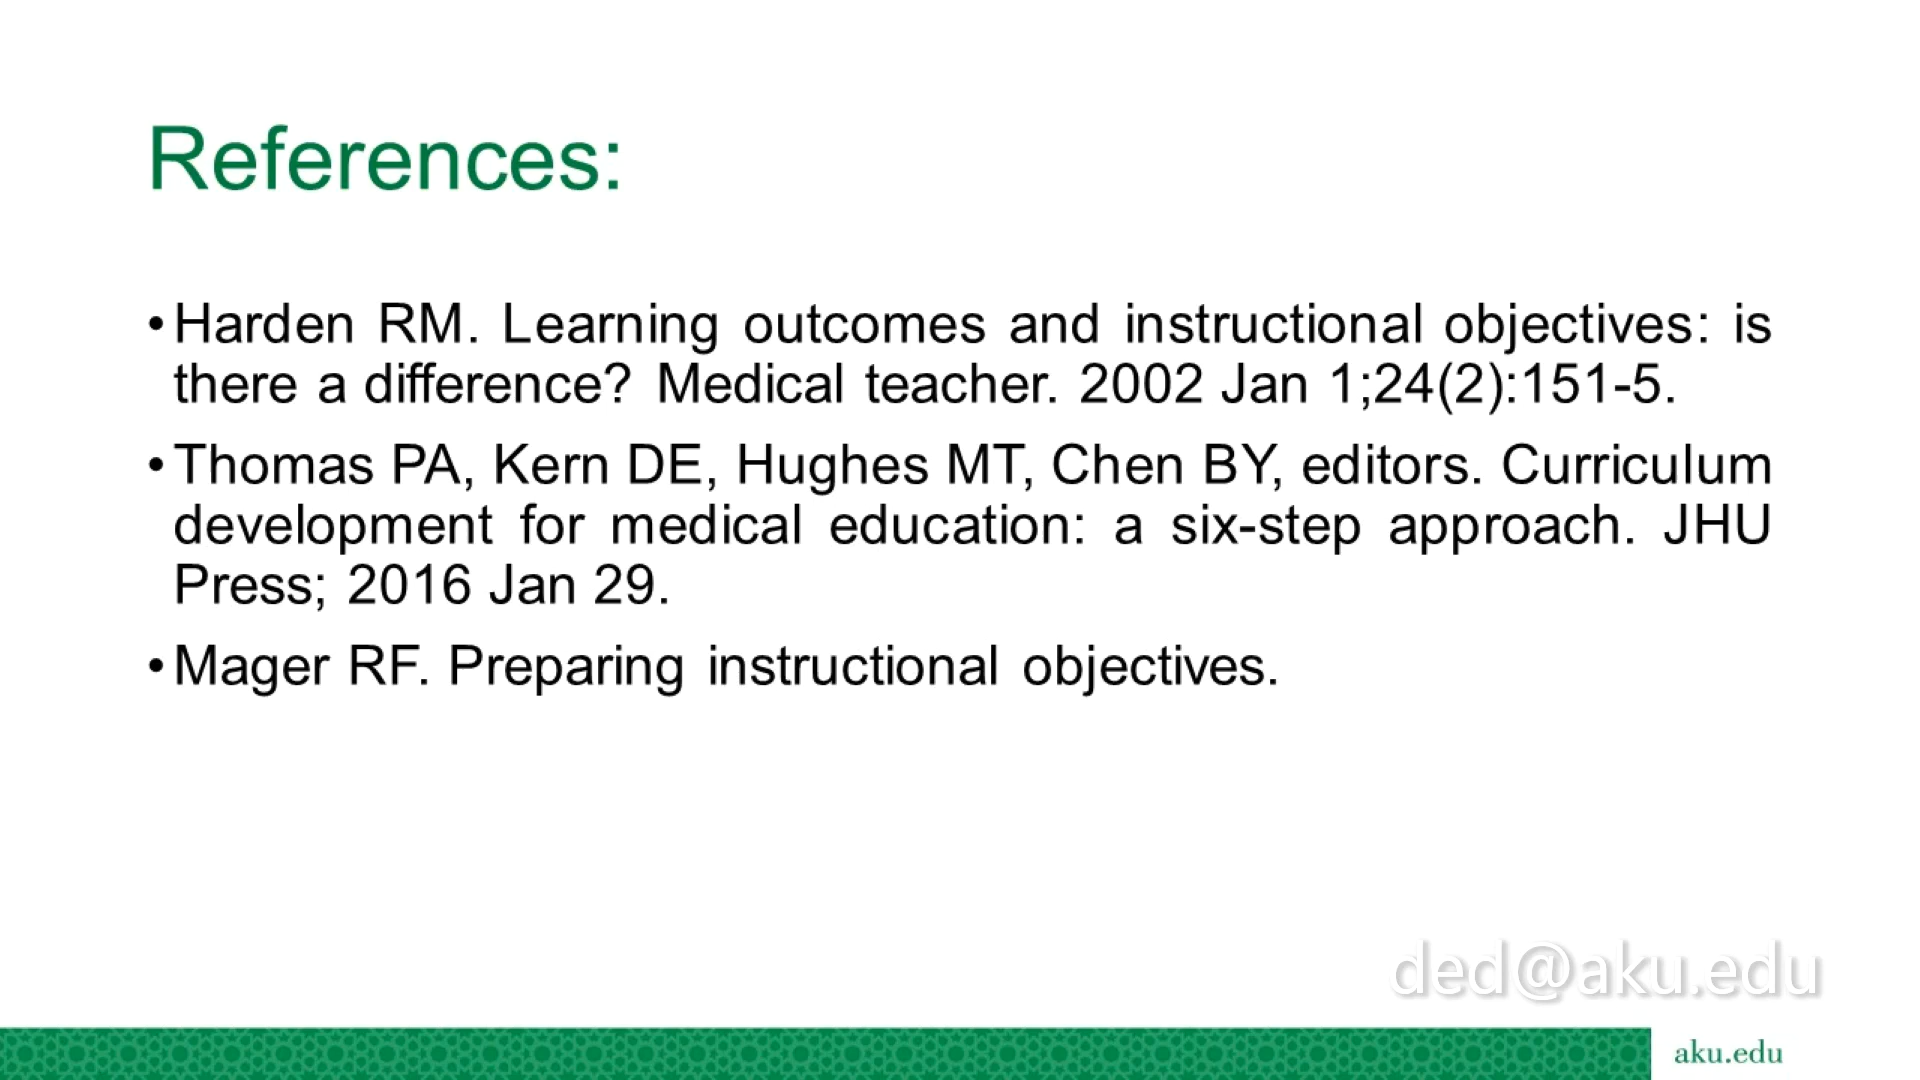 References:
•Harden RM. Learning outcomes and instructional objectives: is
there a difference? Medical teacher. 2002 Jan 1;24(2):151-5.
•Thomas PA, Kern DE, Hughes MT, Chen BY, editors. Curriculum
development for medical education: a six-step approach. JHU
Press; 2016 Jan 29.
•Mager RF. Preparing instructional objectives.
ded@aku.edu
aku.edu